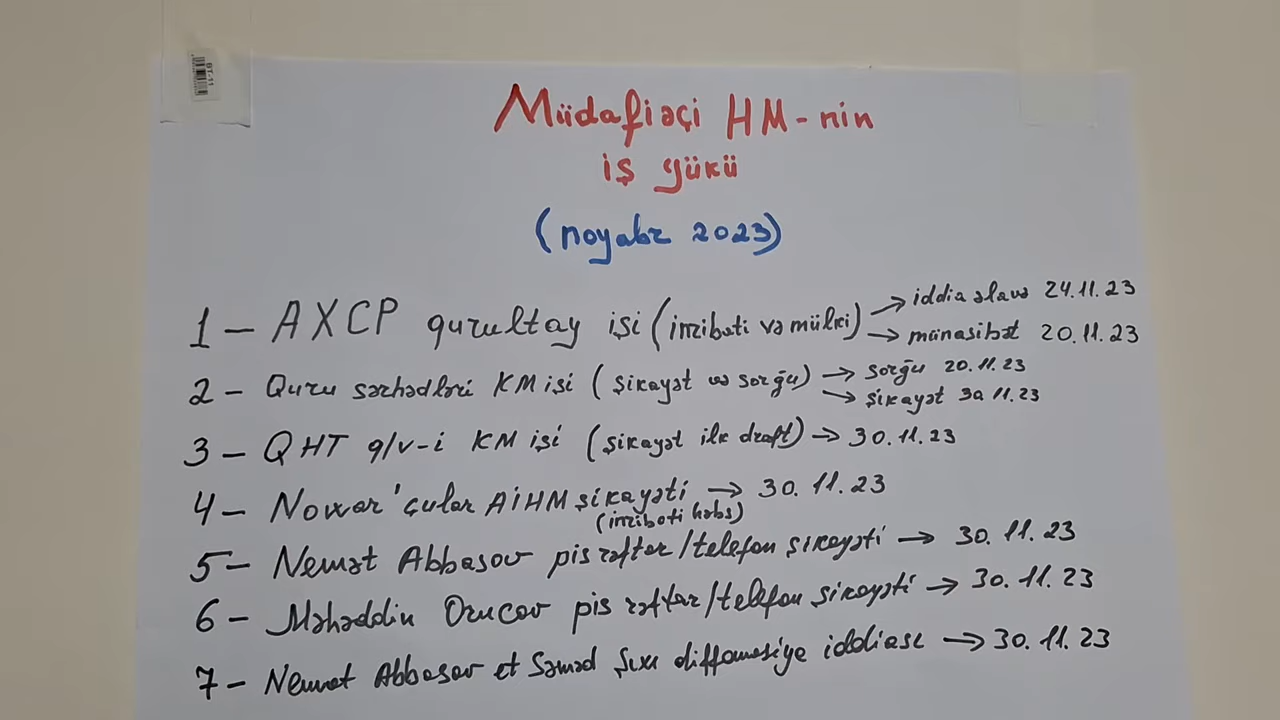 Müdafiəçi HM-nin
iş yükü
(noyabr 2023)
1 – AXCP qurultay işi (inzibati və mülki) → iddia əlavə 24.11.23
→ münasibət 20.11.23
2 – Quru sərhədləri KM işi (şikayət və sorğu) → sorğu 20.11.23
→ şikayət 30.11.23
3 – QHT q/v-i KM işi (şikayət ilk draft) → 30.11.23
4 – Nowar'çular AİHM şikayəti → 30.11.23
(inzibati həbs)
5 – Nemət Abbasov pis rəftar/telefon şikayəti → 30.11.23
6 – Məhəddin Orucov pis rəftar/telefon şikayəti → 30.11.23
7 – Nemət Abbasov et Səməd Şıxı diffamasiya iddiası → 30.11.23